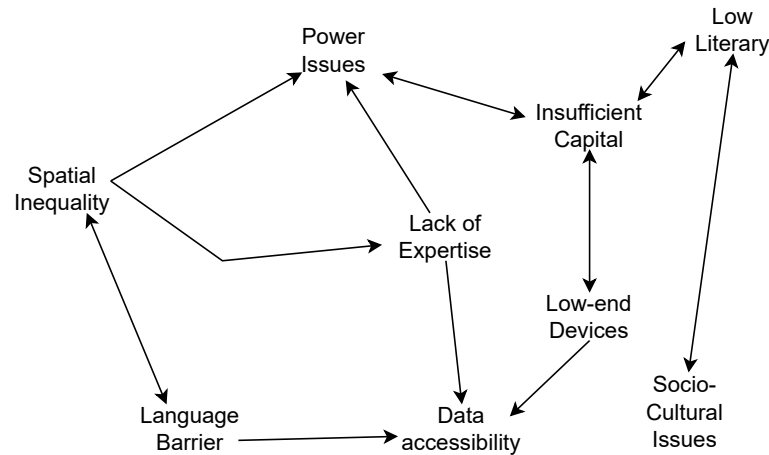 Low
Literary
Power
Issues
Insufficient
Capital
Spatial
Inequality
Lack of
Expertise
Low-end
Devices
Socio-
Cultural
Issues
Language
Barrier
Data
accessibility